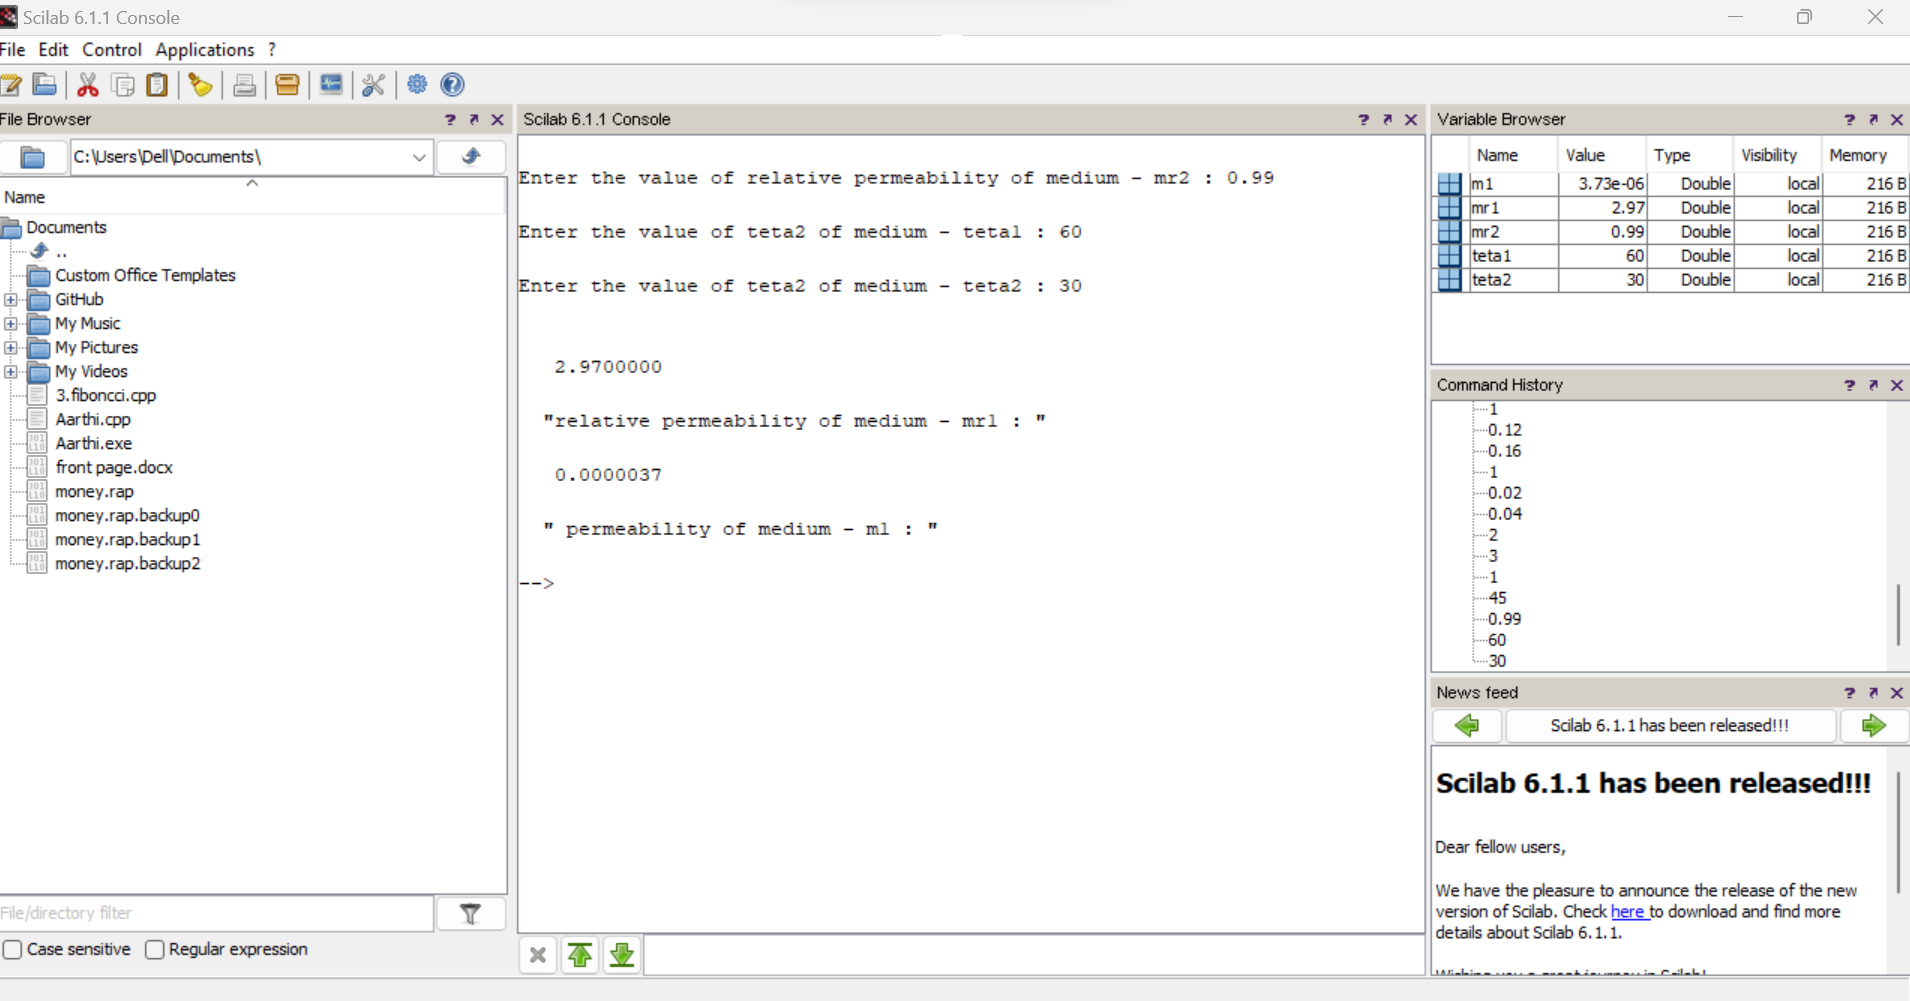 Scilab 6.1.1 Console
File Edit Control Applications ?
File Browser
C:\Users\Dell\Documents\
Name
Documents
..
Custom Office Templates
GitHub
My Music
My Pictures
My Videos
3.fiboncci.cpp
Aarthi.cpp
Aarthi.exe
front page.docx
money.rap
money.rap.backup0
money.rap.backup1
money.rap.backup2
File/directory filter
Case sensitive Regular expression
Scilab 6.1.1 Console
Enter the value of relative permeability of medium - mr2 : 0.99
Enter the value of teta2 of medium - teta1 : 60
Enter the value of teta2 of medium - teta2 : 30
2.9700000
"relative permeability of medium - mr1 : "
0.0000037
" permeability of medium - m1 : "
-->
Variable Browser
Name Value Type Visibility Memory
m1 3.73e-06 Double local 216 B
mr1 2.97 Double local 216 B
mr2 0.99 Double local 216 B
teta1 60 Double local 216 B
teta2 30 Double local 216 B
Command History
1
0.12
0.16
1
0.02
0.04
2
3
1
45
0.99
60
30
News feed
Scilab 6.1.1 has been released!!!
Scilab 6.1.1 has been released!!!
Dear fellow users,
We have the pleasure to announce the release of the new
version of Scilab. Check here to download and find more
details about Scilab 6.1.1.
Wishing you a great journey in Scilab!